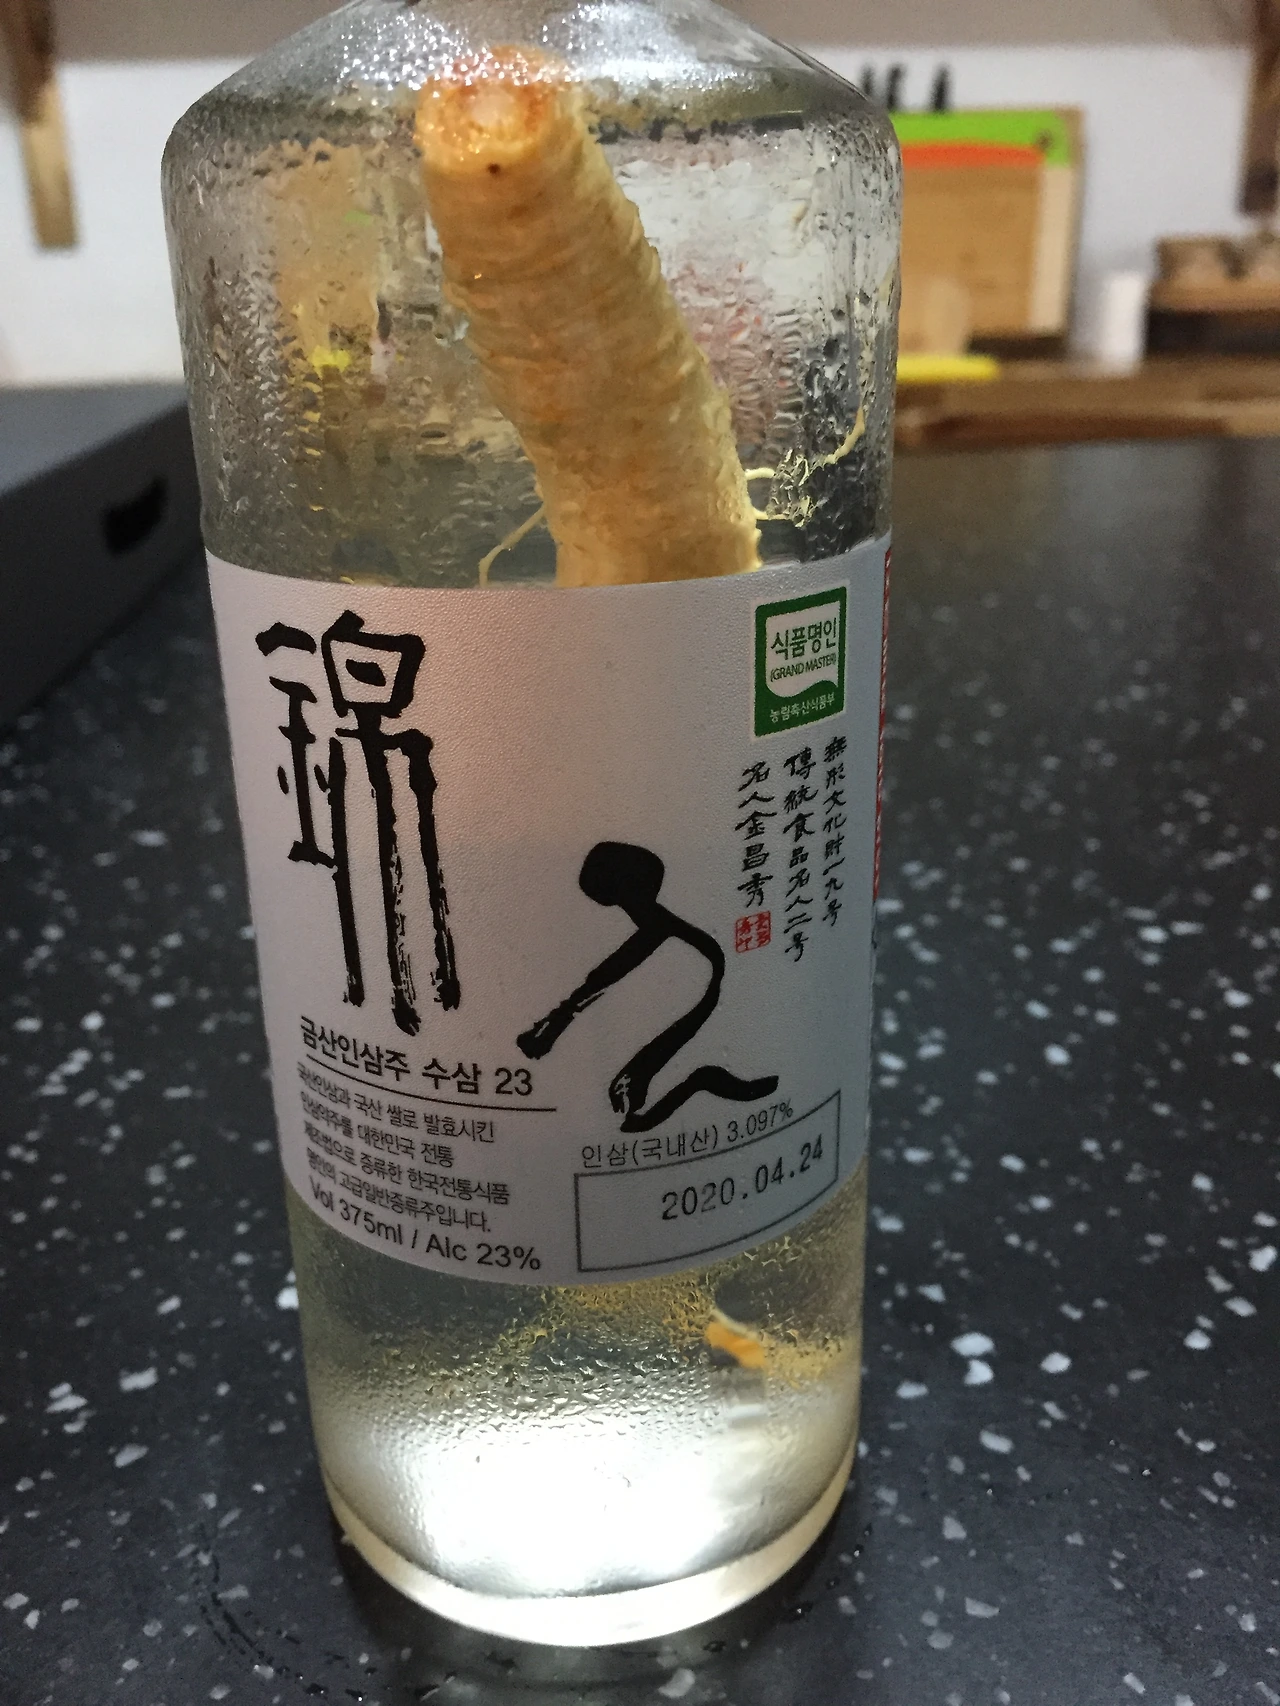 錦
식품명인
(GRAND MASTER)
농림축산식품부
無形文化財一九号
傳統食品名人二号
名人金昌秀
금산인삼주 수삼 23
국산인삼과 국산 쌀로 발효시킨
인삼약주를 대한민국 전통
제조법으로 증류한 한국전통식품
명인의 고급일반증류주입니다.
Vol 375ml / Alc 23%
인삼(국내산) 3.097%
2020.04.24